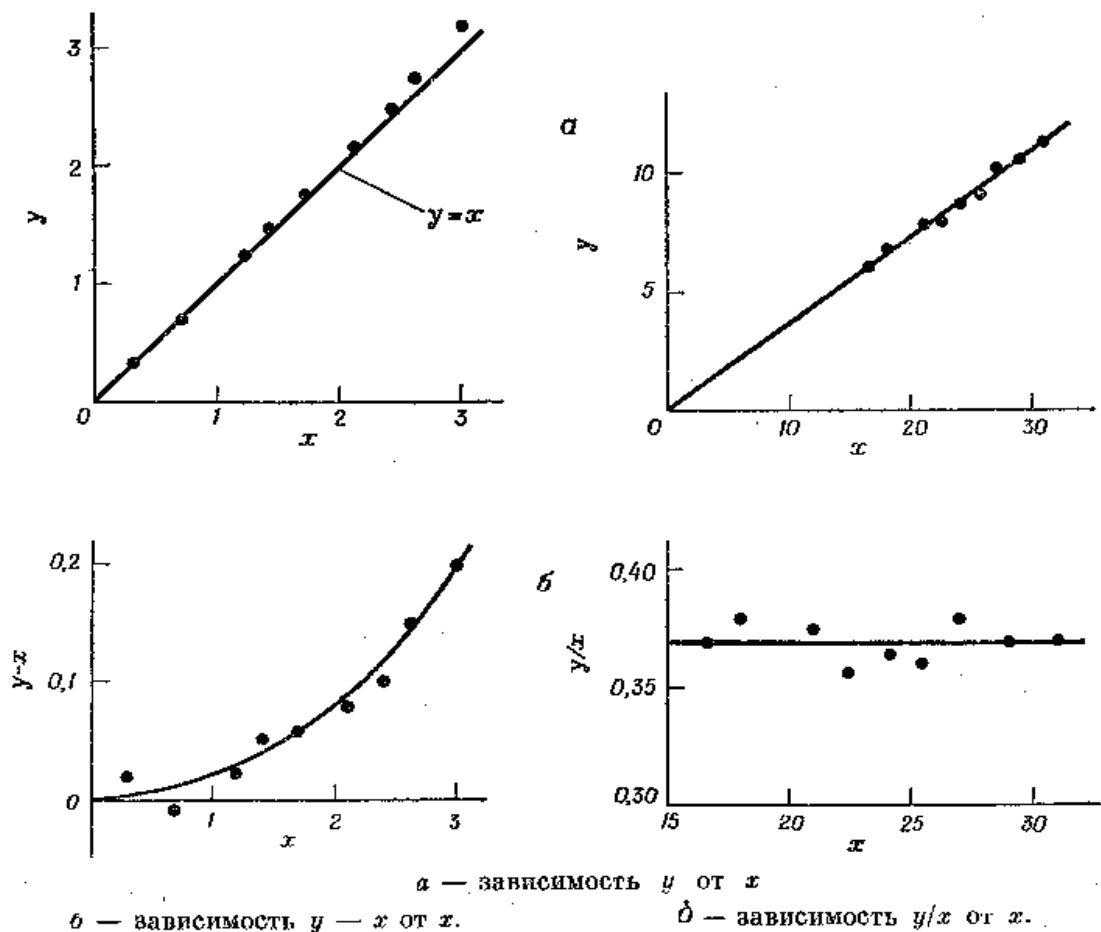 3
2
y
1
y=x
0
1
2
3
x
а
10
y
5
0
10
20
30
x
0,2
y-x
0,1
0
1
2
3
x
б
0,40
y/x
0,35
0,30
15
20
25
30
x
а — зависимость y от x
б — зависимость y — x от x.
б — зависимость y/x от x.